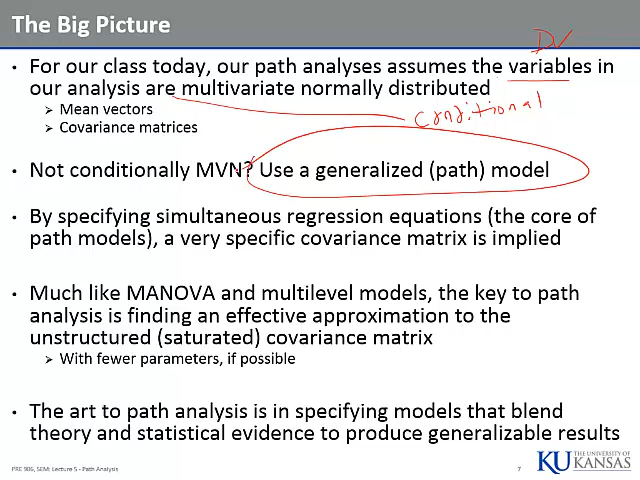 The Big Picture
DV
• For our class today, our path analyses assumes the variables in
our analysis are multivariate normally distributed
conditional
➤ Mean vectors
➤ Covariance matrices
• Not conditionally MVN? Use a generalized (path) model
• By specifying simultaneous regression equations (the core of
path models), a very specific covariance matrix is implied
• Much like MANOVA and multilevel models, the key to path
analysis is finding an effective approximation to the
unstructured (saturated) covariance matrix
➤ With fewer parameters, if possible
• The art to path analysis is in specifying models that blend
theory and statistical evidence to produce generalizable results
PRE 906, SEM: Lecture 5 - Path Analysis
7
KU THE UNIVERSITY OF
KANSAS